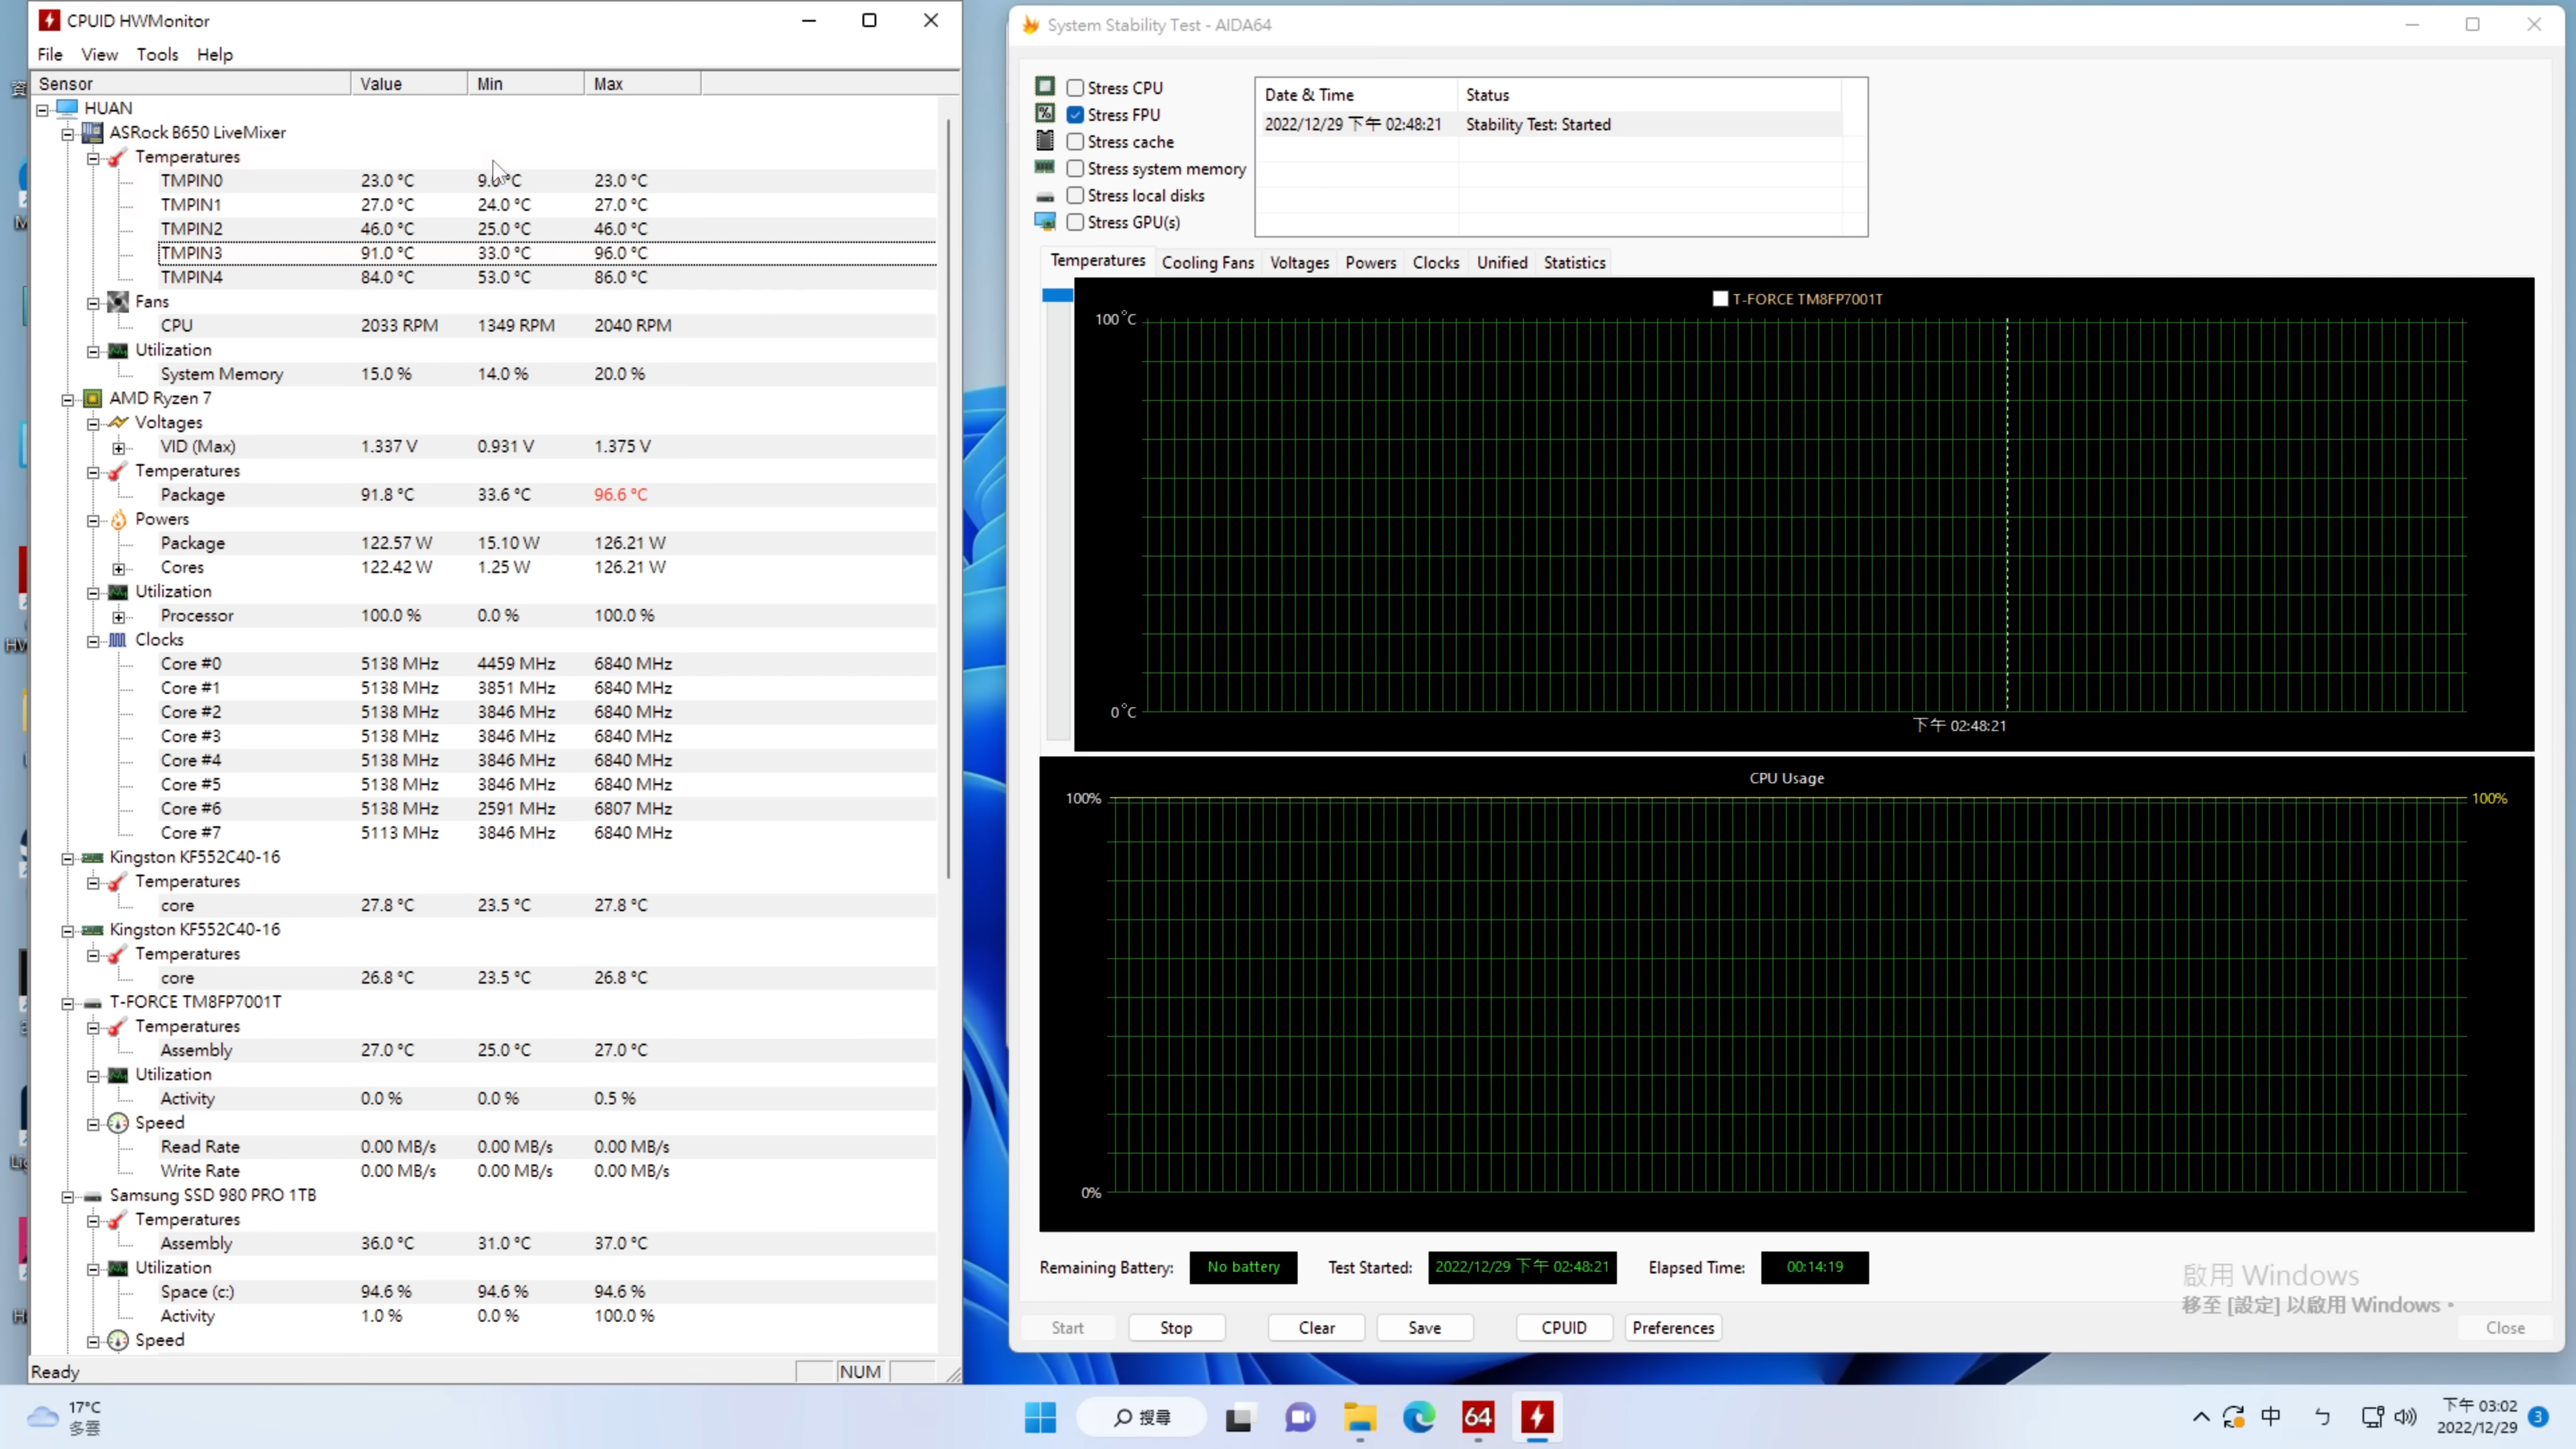 CPUID HWMonitor
File View Tools Help
Sensor Value Min Max
HUAN
ASRock B650 LiveMixer
Temperatures
TMPIN0 23.0 °C 9.0 °C 23.0 °C
TMPIN1 27.0 °C 24.0 °C 27.0 °C
TMPIN2 46.0 °C 25.0 °C 46.0 °C
TMPIN3 91.0 °C 33.0 °C 96.0 °C
TMPIN4 84.0 °C 53.0 °C 86.0 °C
Fans
CPU 2033 RPM 1349 RPM 2040 RPM
Utilization
System Memory 15.0 % 14.0 % 20.0 %
AMD Ryzen 7
Voltages
VID (Max) 1.337 V 0.931 V 1.375 V
Temperatures
Package 91.8 °C 33.6 °C 96.6 °C
Powers
Package 122.57 W 15.10 W 126.21 W
Cores 122.42 W 1.25 W 126.21 W
Utilization
Processor 100.0 % 0.0 % 100.0 %
Clocks
Core #0 5138 MHz 4459 MHz 6840 MHz
Core #1 5138 MHz 3851 MHz 6840 MHz
Core #2 5138 MHz 3846 MHz 6840 MHz
Core #3 5138 MHz 3846 MHz 6840 MHz
Core #4 5138 MHz 3846 MHz 6840 MHz
Core #5 5138 MHz 3846 MHz 6840 MHz
Core #6 5138 MHz 2591 MHz 6807 MHz
Core #7 5113 MHz 3846 MHz 6840 MHz
Kingston KF552C40-16
Temperatures
core 27.8 °C 23.5 °C 27.8 °C
Kingston KF552C40-16
Temperatures
core 26.8 °C 23.5 °C 26.8 °C
T-FORCE TM8FP7001T
Temperatures
Assembly 27.0 °C 25.0 °C 27.0 °C
Utilization
Activity 0.0 % 0.0 % 0.5 %
Speed
Read Rate 0.00 MB/s 0.00 MB/s 0.00 MB/s
Write Rate 0.00 MB/s 0.00 MB/s 0.00 MB/s
Samsung SSD 980 PRO 1TB
Temperatures
Assembly 36.0 °C 31.0 °C 37.0 °C
Utilization
Space (c:) 94.6 % 94.6 % 94.6 %
Activity 1.0 % 0.0 % 100.0 %
Speed
Ready NUM
System Stability Test - AIDA64
Stress CPU
Stress FPU
Stress cache
Stress system memory
Stress local disks
Stress GPU(s)
Date & Time Status
2022/12/29 下午 02:48:21 Stability Test: Started
Temperatures Cooling Fans Voltages Powers Clocks Unified Statistics
T-FORCE TM8FP7001T
100°C
0°C
下午 02:48:21
CPU Usage
100% 100%
0%
Remaining Battery: No battery Test Started: 2022/12/29 下午 02:48:21 Elapsed Time: 00:14:19
啟用 Windows
移至 [設定] 以啟用 Windows。
Start Stop Clear Save CPUID Preferences Close
17°C
多雲
搜尋
64
中 ㄅ
下午 03:02
2022/12/29
3